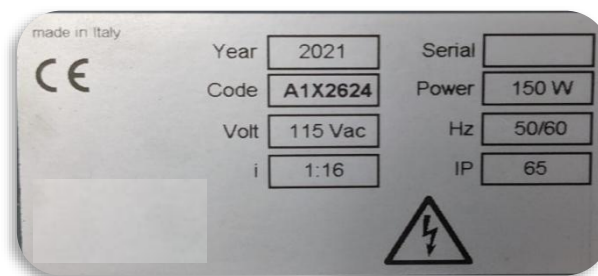 made in Italy
CE
Year 2021 Serial
Code A1X2624 Power 150 W
Volt 115 Vac Hz 50/60
i 1:16 IP 65